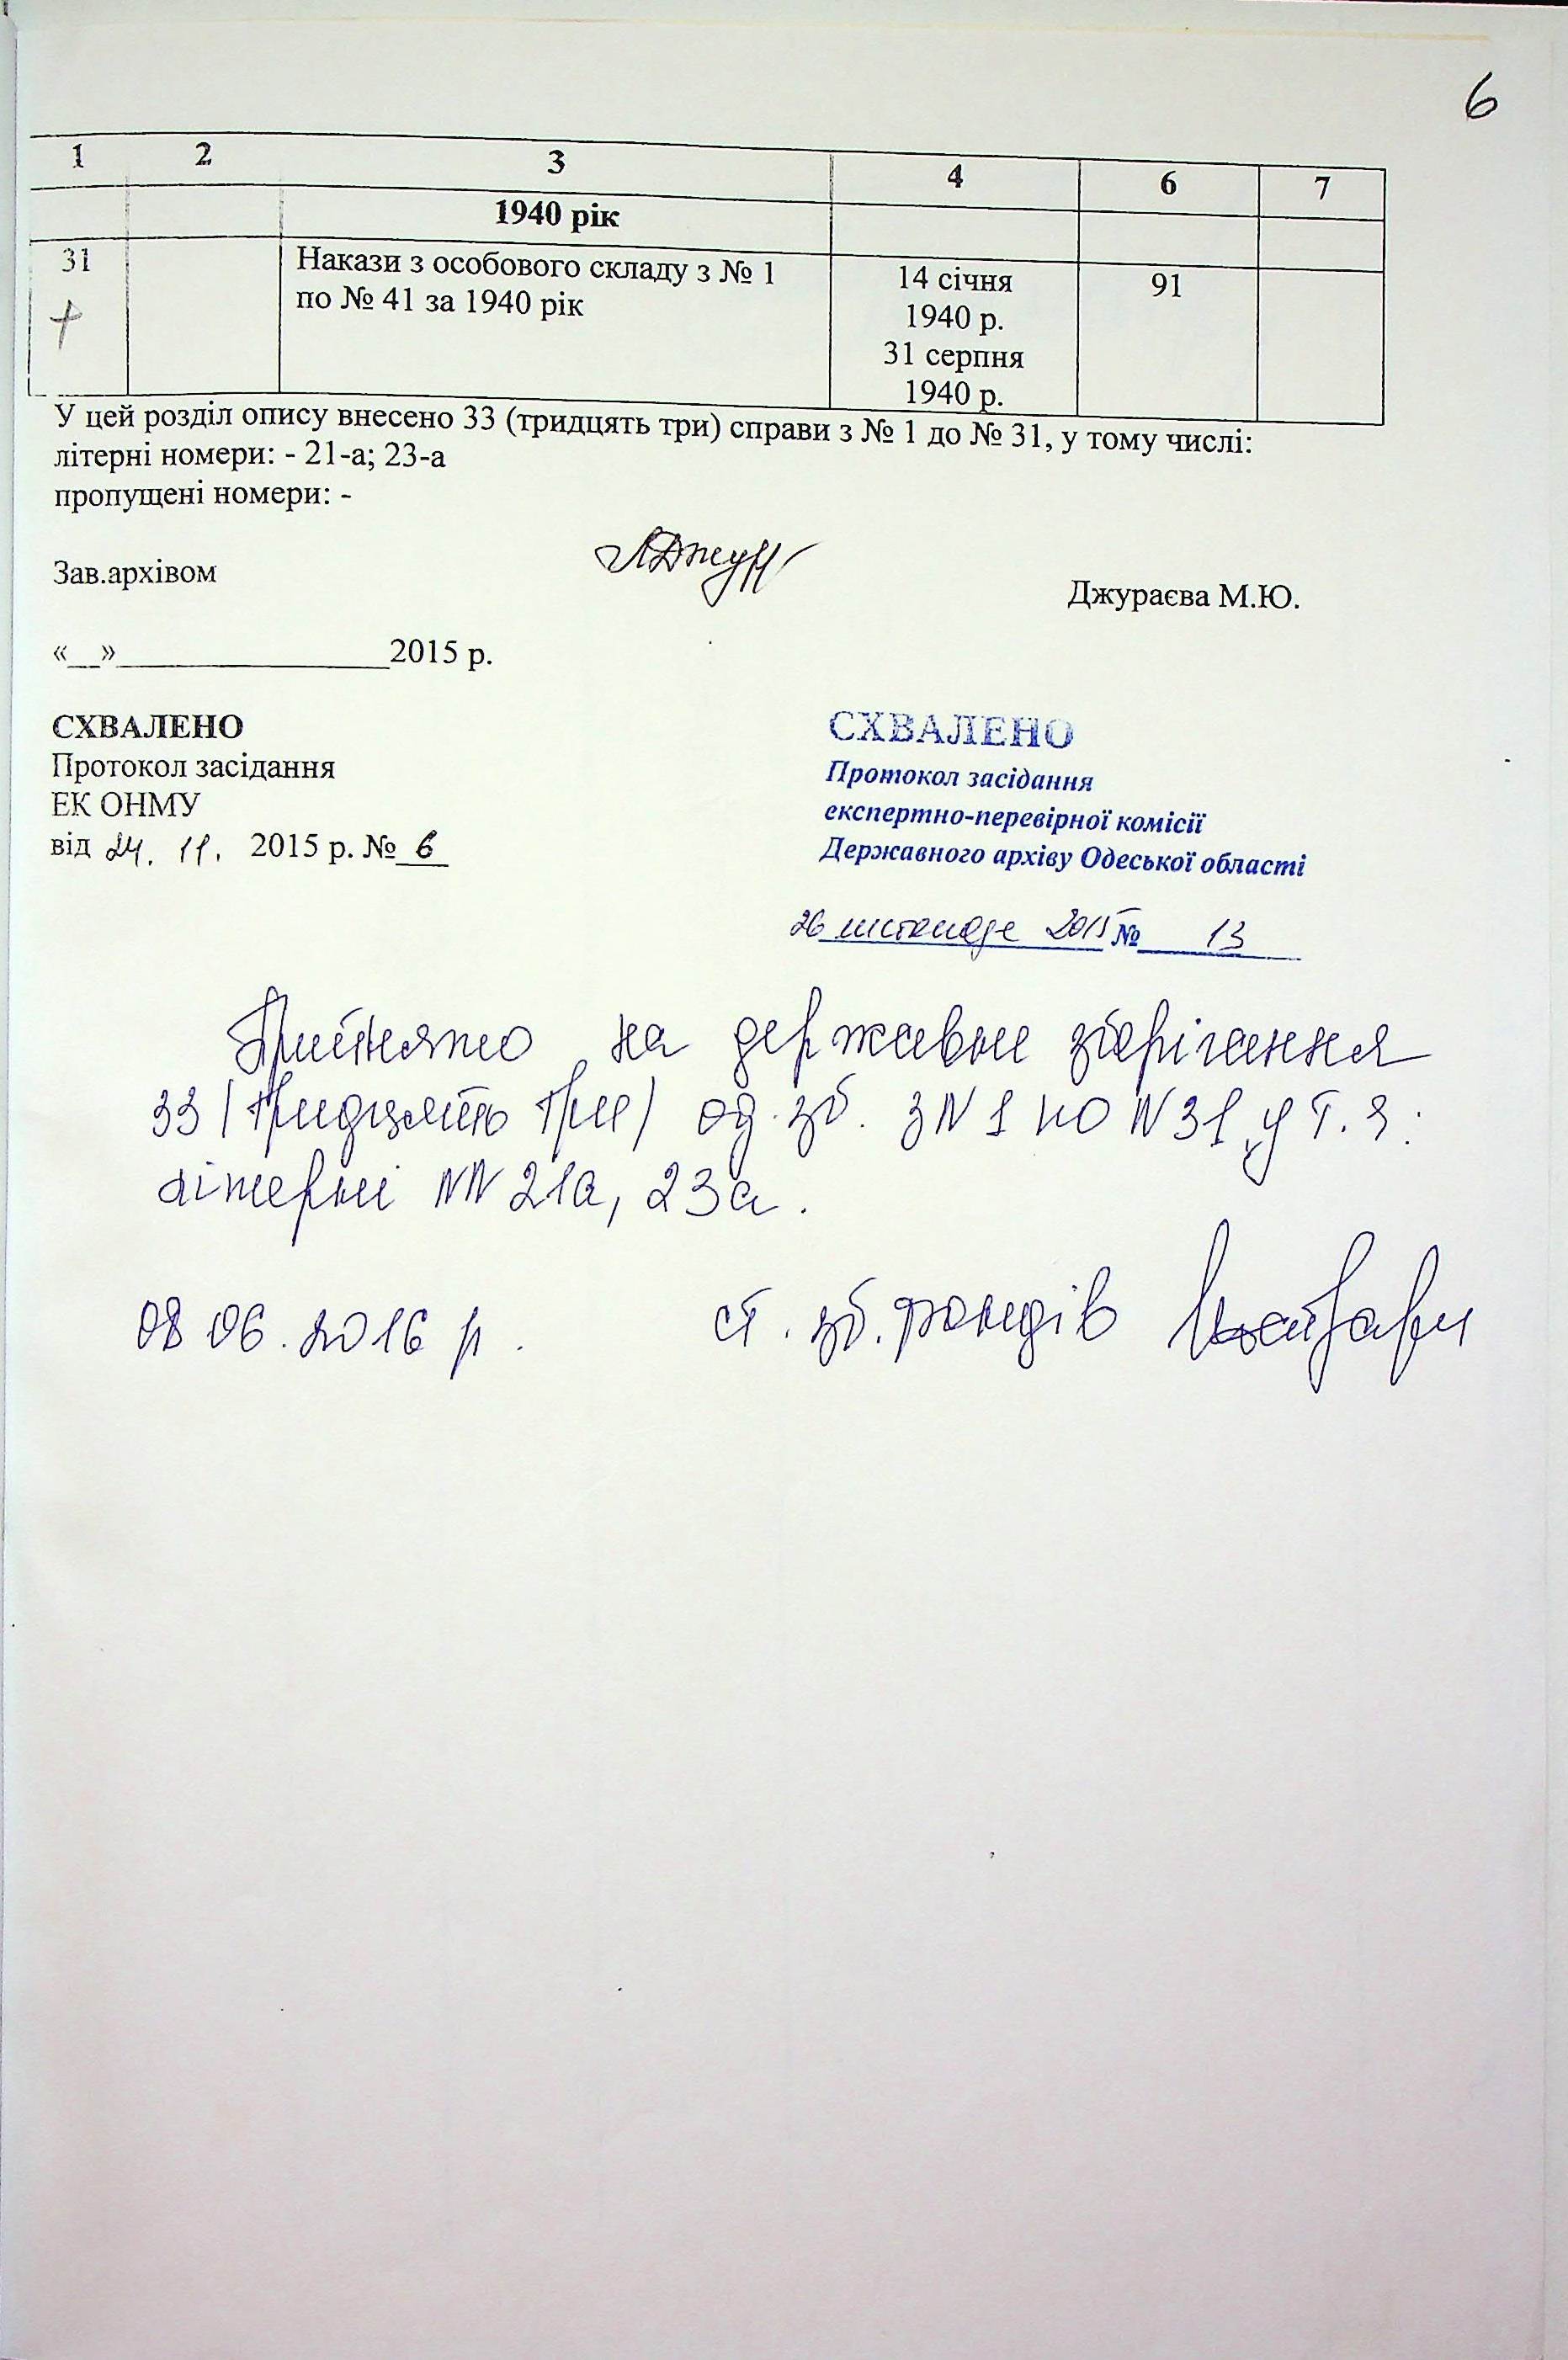 6
1 2 3 4 6 7
1940 рік
31 Накази з особового складу з № 1 14 січня 91
по № 41 за 1940 рік 1940 р.
31 серпня
1940 р.
У цей розділ опису внесено 33 (тридцять три) справи з № 1 до № 31, у тому числі:
літерні номери: - 21-а; 23-а
пропущені номери: -
Зав.архівом Джураєва М.Ю.
«__»________________2015 р.
СХВАЛЕНО
Протокол засідання
ЕК ОНМУ
від 24. 11. 2015 р. № 6
СХВАЛЕНО
Протокол засідання
експертно-перевірної комісії
Державного архіву Одеської області
26 листопада 2015 № 13
Прийнято на державне зберігання
33 (тридцять три) од. зб. з N 1 по N 31, у т. ч.:
літерні NN 21а, 23а.
08 06. 2016 р. ст. зб. фондів